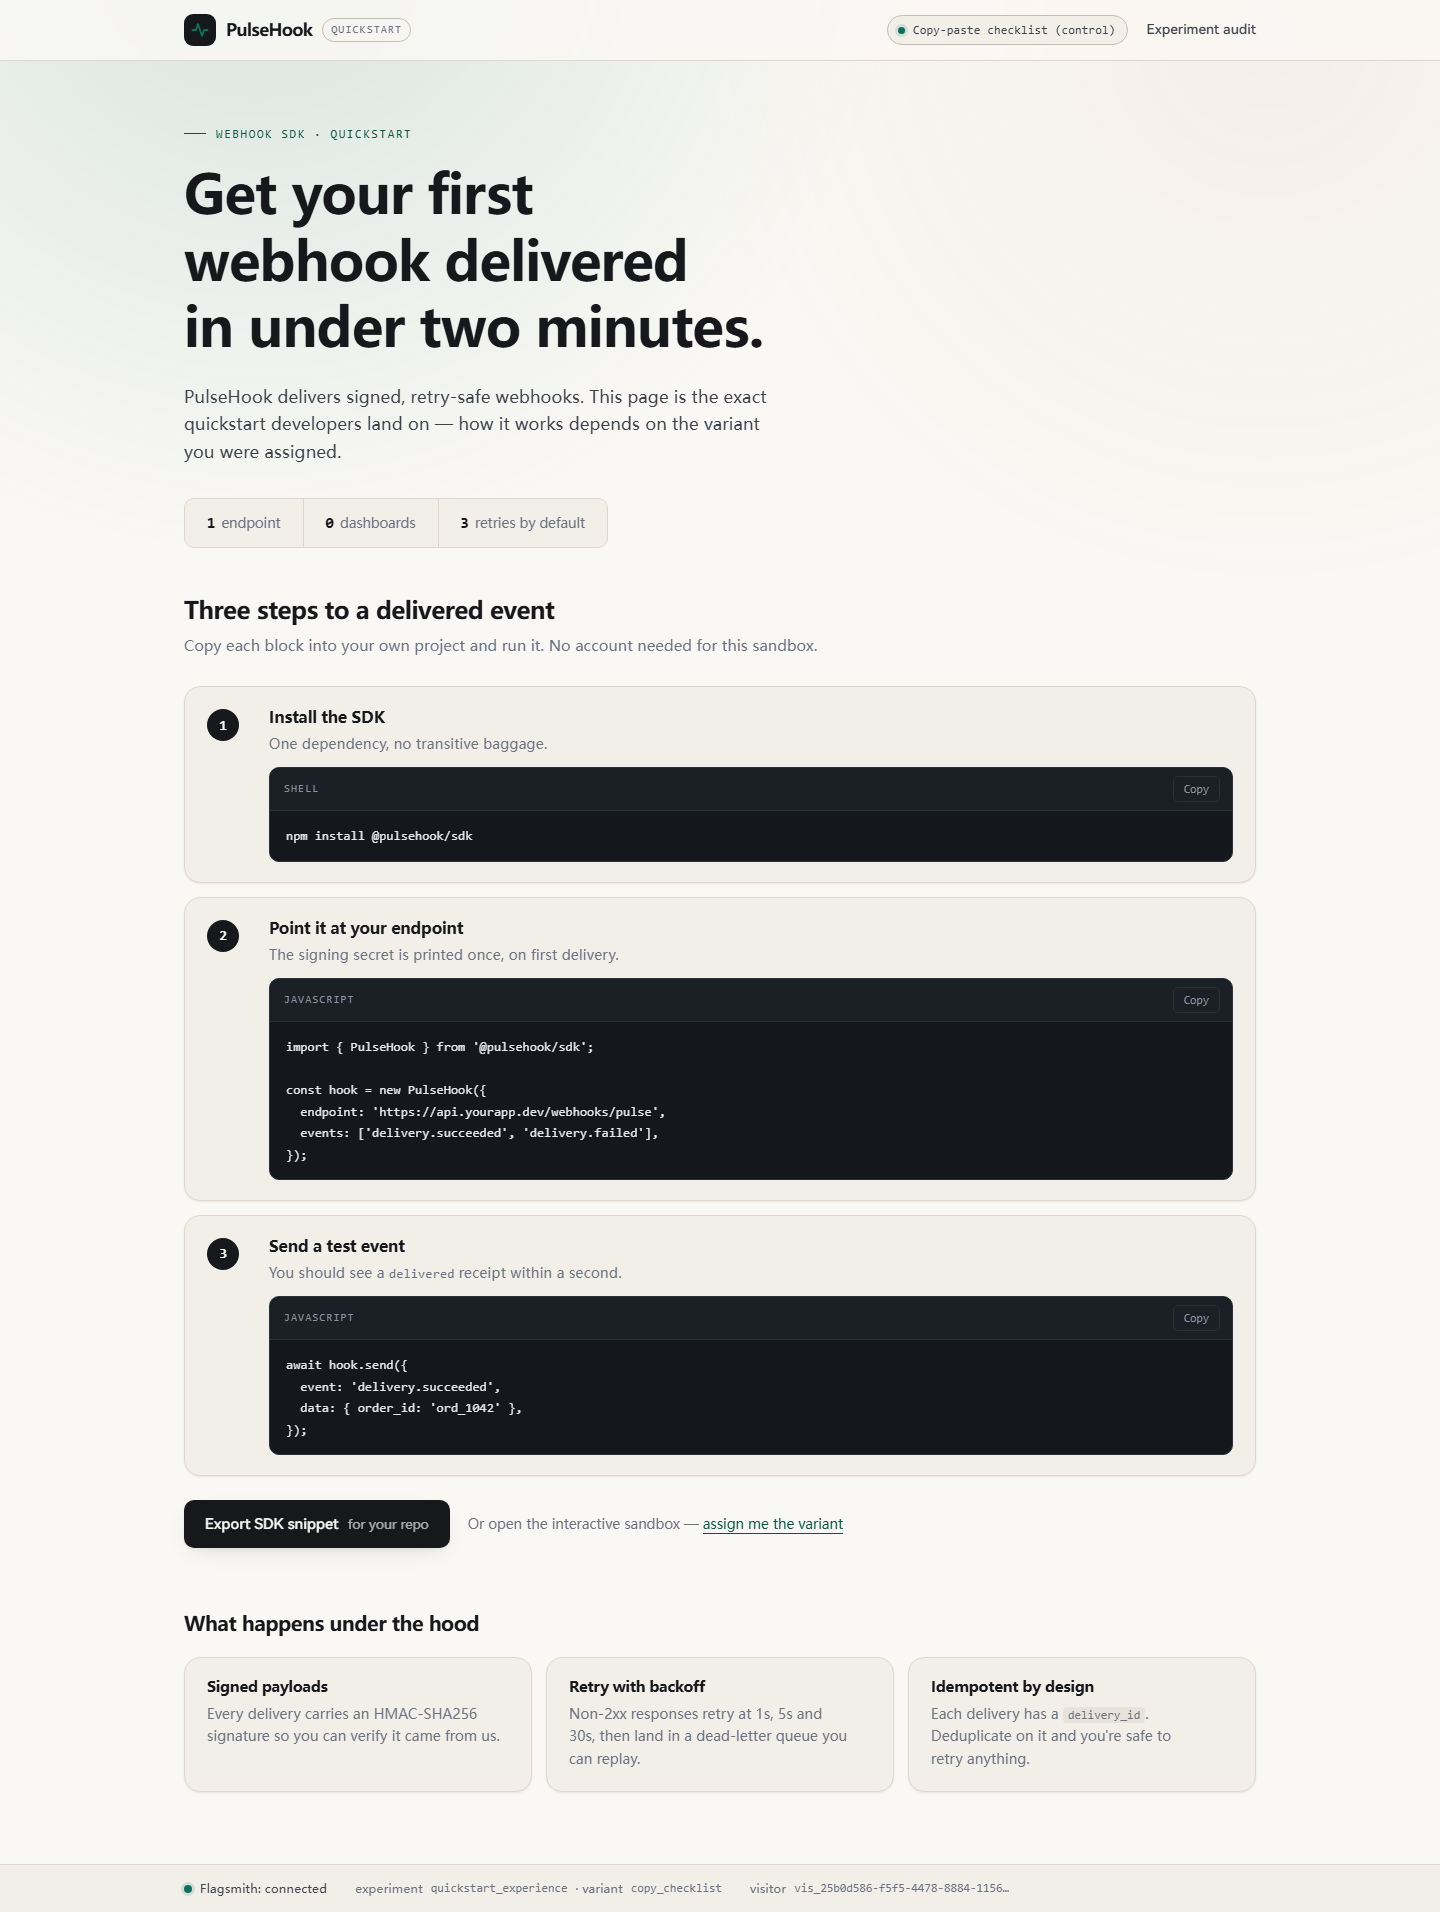 PulseHook
QUICKSTART
Copy-paste checklist (control)
Experiment audit
WEBHOOK SDK · QUICKSTART
Get your first
webhook delivered
in under two minutes.
PulseHook delivers signed, retry-safe webhooks. This page is the exact
quickstart developers land on — how it works depends on the variant
you were assigned.
1 endpoint
0 dashboards
3 retries by default
Three steps to a delivered event
Copy each block into your own project and run it. No account needed for this sandbox.
1
Install the SDK
One dependency, no transitive baggage.
SHELL
Copy
npm install @pulsehook/sdk
2
Point it at your endpoint
The signing secret is printed once, on first delivery.
JAVASCRIPT
Copy
import { PulseHook } from '@pulsehook/sdk';
const hook = new PulseHook({
  endpoint: 'https://api.yourapp.dev/webhooks/pulse',
  events: ['delivery.succeeded', 'delivery.failed'],
});
3
Send a test event
You should see a delivered receipt within a second.
JAVASCRIPT
Copy
await hook.send({
  event: 'delivery.succeeded',
  data: { order_id: 'ord_1042' },
});
Export SDK snippet for your repo
Or open the interactive sandbox — assign me the variant
What happens under the hood
Signed payloads
Every delivery carries an HMAC-SHA256
signature so you can verify it came from us.
Retry with backoff
Non-2xx responses retry at 1s, 5s and
30s, then land in a dead-letter queue you
can replay.
Idempotent by design
Each delivery has a delivery_id.
Deduplicate on it and you're safe to
retry anything.
Flagsmith: connected
experiment quickstart_experience · variant copy_checklist
visitor vis_25b0d586-f5f5-4478-8884-1156…